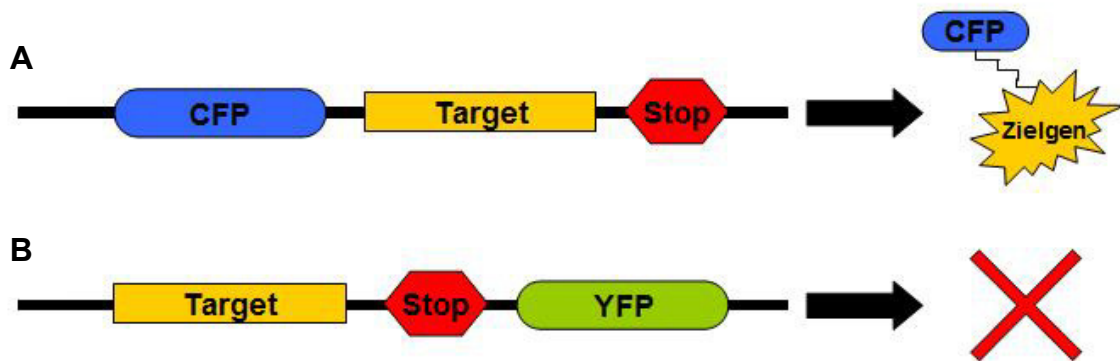 A
CFP Target Stop
CFP
Zielgen
B
Target Stop YFP